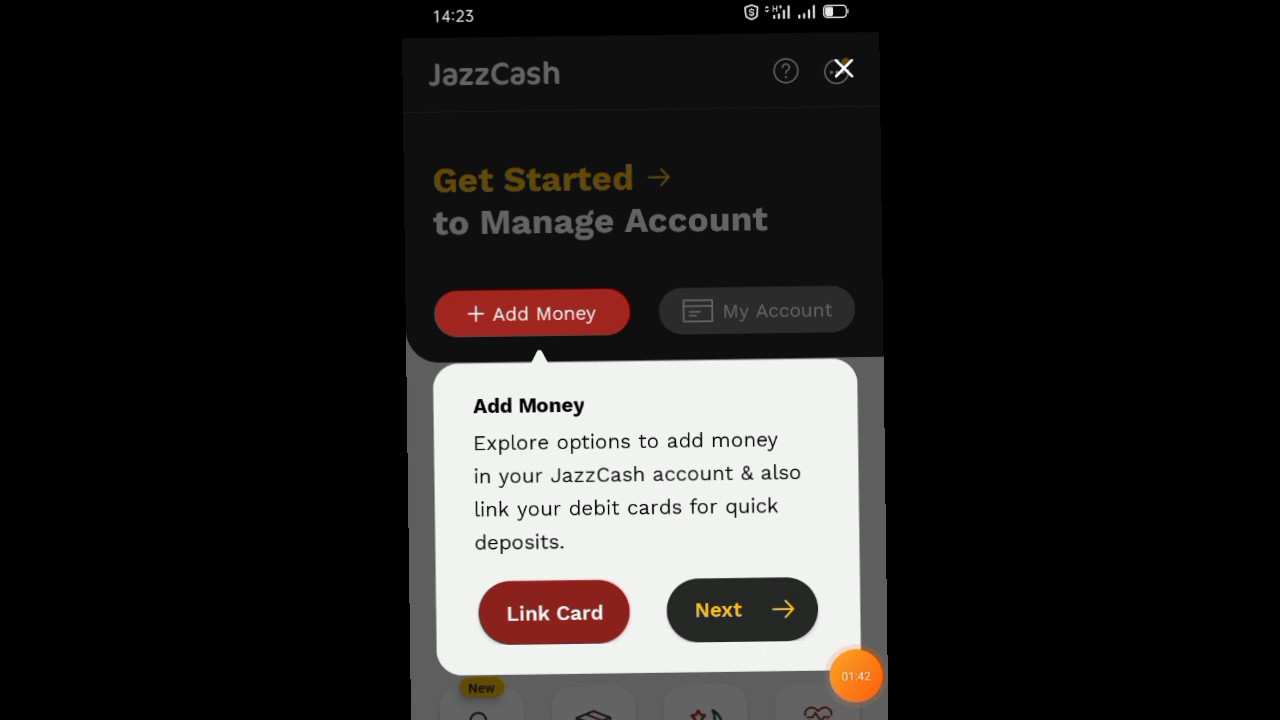 14:23
JazzCash
Get Started →
to Manage Account
+ Add Money
My Account
Add Money
Explore options to add money
in your JazzCash account & also
link your debit cards for quick
deposits.
Link Card
Next →
01:42
New